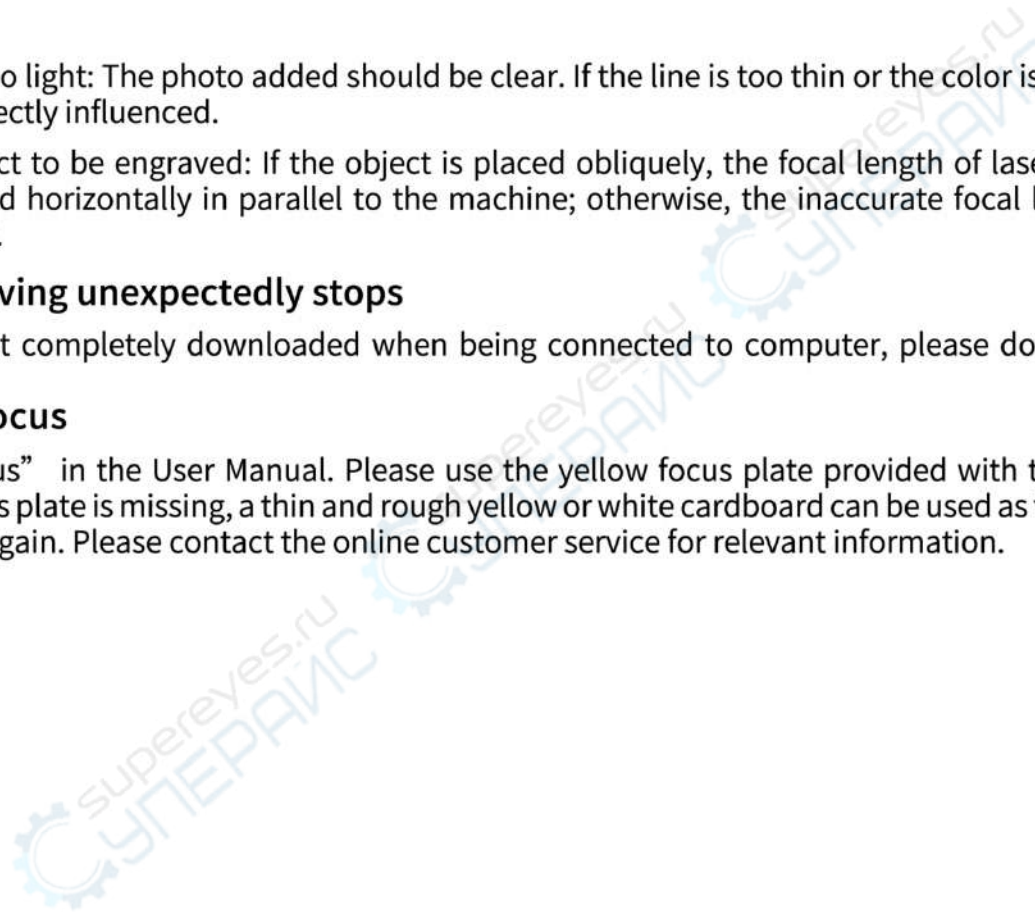 o light: The photo added should be clear. If the line is too thin or the color is
ectly influenced.
ct to be engraved: If the object is placed obliquely, the focal length of lase
d horizontally in parallel to the machine; otherwise, the inaccurate focal l
.
ving unexpectedly stops
t completely downloaded when being connected to computer, please do
ocus
us” in the User Manual. Please use the yellow focus plate provided with t
s plate is missing, a thin and rough yellow or white cardboard can be used as
gain. Please contact the online customer service for relevant information.
supereyes.ru
СУПЕРАЙС
supereyes.ru
СУПЕРАЙС
supereyes.ru
СУПЕРАЙС